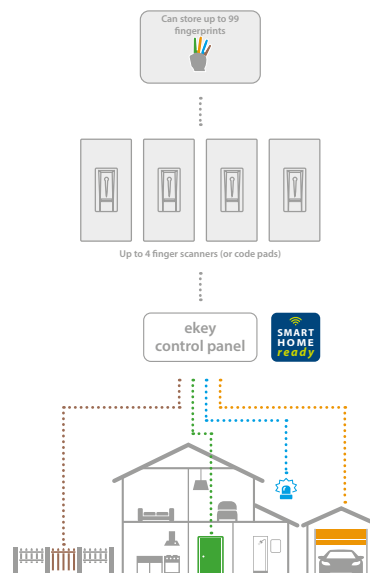 Can store up to 99
fingerprints
Up to 4 finger scanners (or code pads)
ekey
control panel
SMART
HOME
ready